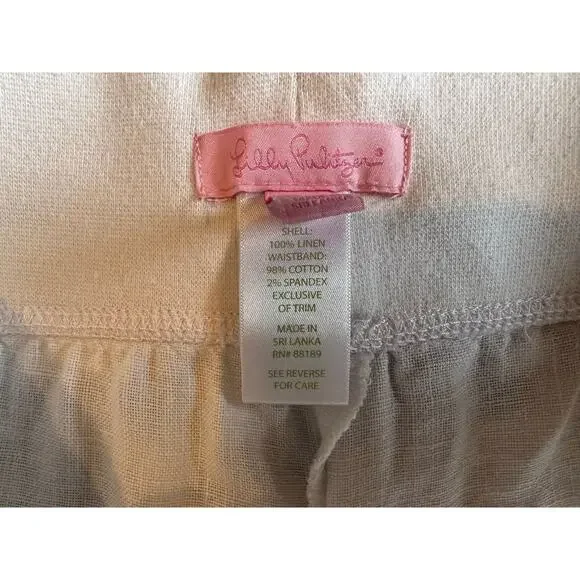 Lilly Pulitzer®
SHELL:
100% LINEN
WAISTBAND:
98% COTTON
2% SPANDEX
EXCLUSIVE
OF TRIM
MADE IN
SRI LANKA
RN# 88189
SEE REVERSE
FOR CARE